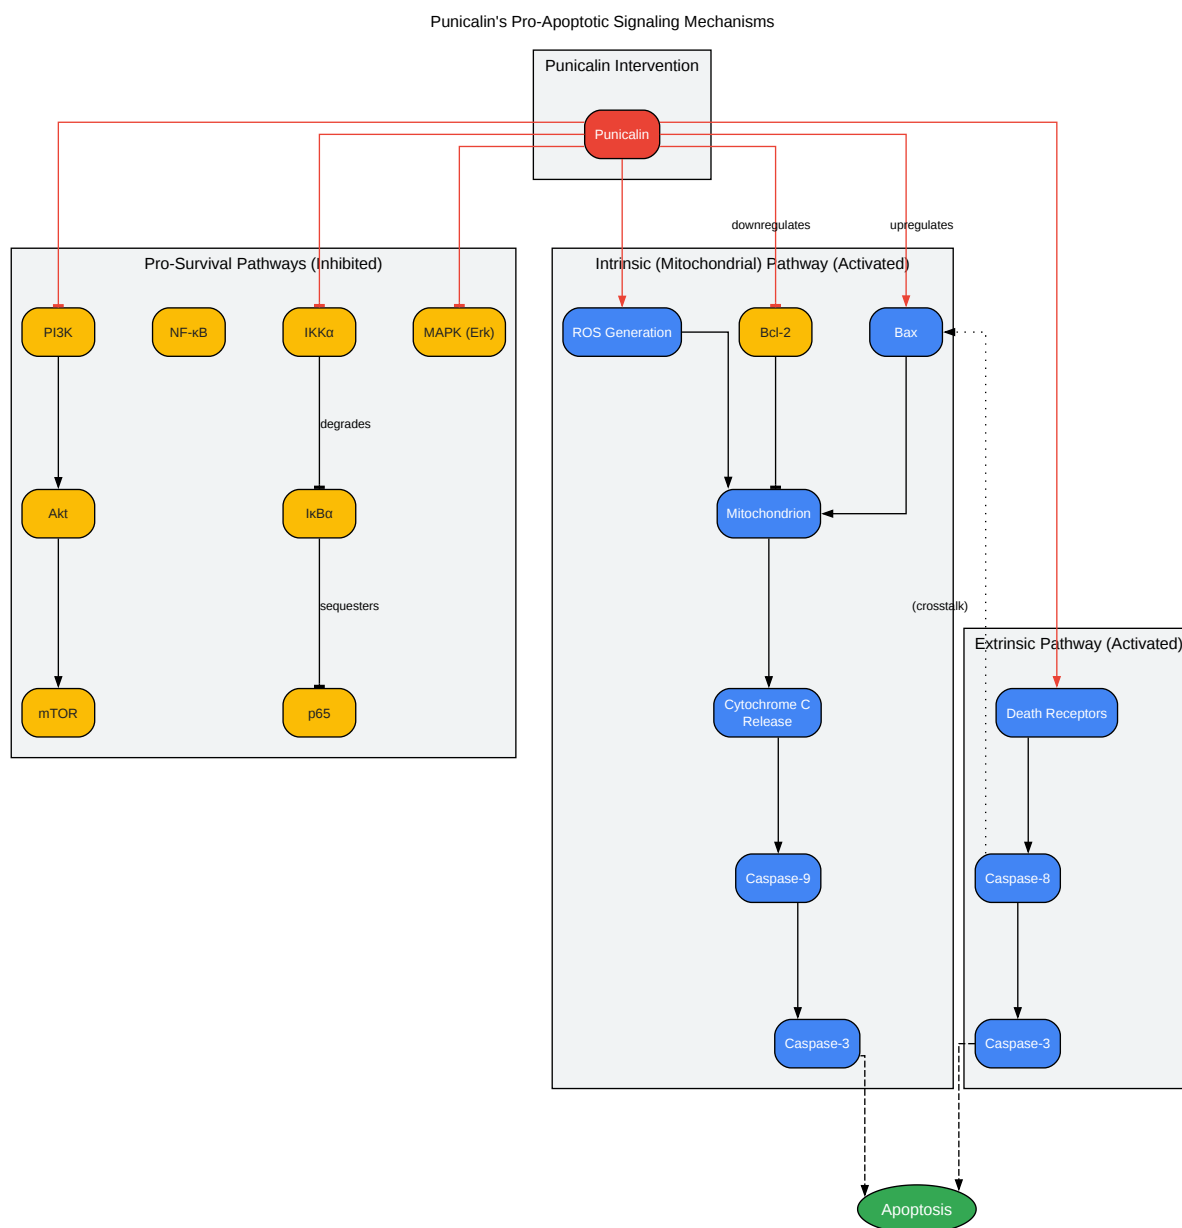 Punicalin's Pro-Apoptotic Signaling Mechanisms
Punicalin Intervention
Punicalin
downregulates
upregulates
Pro-Survival Pathways (Inhibited)
Intrinsic (Mitochondrial) Pathway (Activated)
PI3K
NF-κB
IKKα
MAPK (Erk)
ROS Generation
Bcl-2
Bax
degrades
Akt
IκBα
Mitochondrion
sequesters
(crosstalk)
Extrinsic Pathway (Activated)
mTOR
p65
Cytochrome C
Release
Death Receptors
Caspase-9
Caspase-8
Caspase-3
Caspase-3
Apoptosis